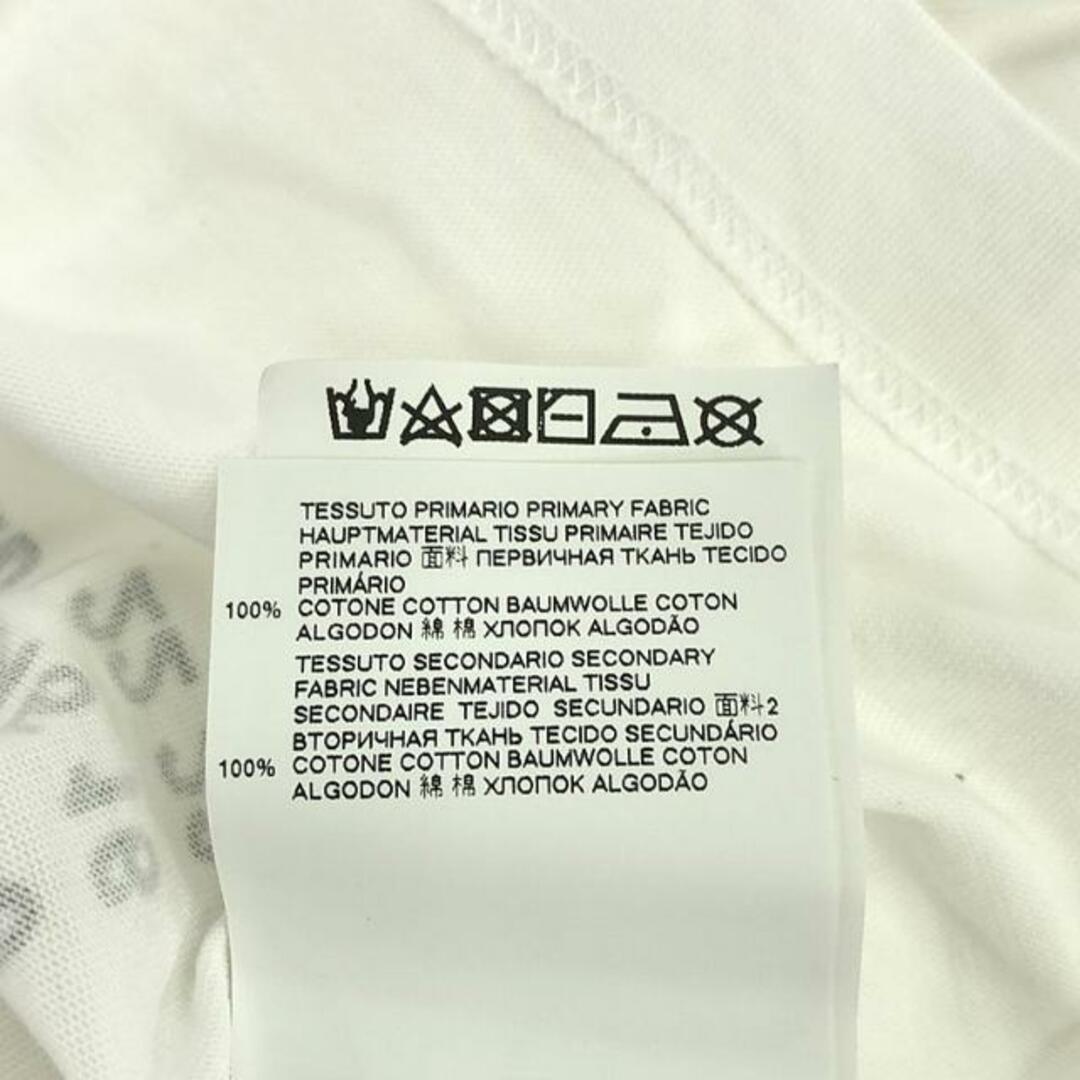 TESSUTO PRIMARIO PRIMARY FABRIC
HAUPTMATERIAL TISSU PRIMAIRE TEJIDO
PRIMARIO 面料 ПЕРВИЧНАЯ ТКАНЬ TECIDO
PRIMÁRIO
100% COTONE COTTON BAUMWOLLE COTON
ALGODON 綿 棉 ХЛОПОК ALGODÃO
TESSUTO SECONDARIO SECONDARY
FABRIC NEBENMATERIAL TISSU
SECONDAIRE TEJIDO SECUNDARIO 面料2
ВТОРИЧНАЯ ТКАНЬ TECIDO SECUNDÁRIO
100% COTONE COTTON BAUMWOLLE COTON
ALGODON 綿 棉 ХЛОПОК ALGODÃO